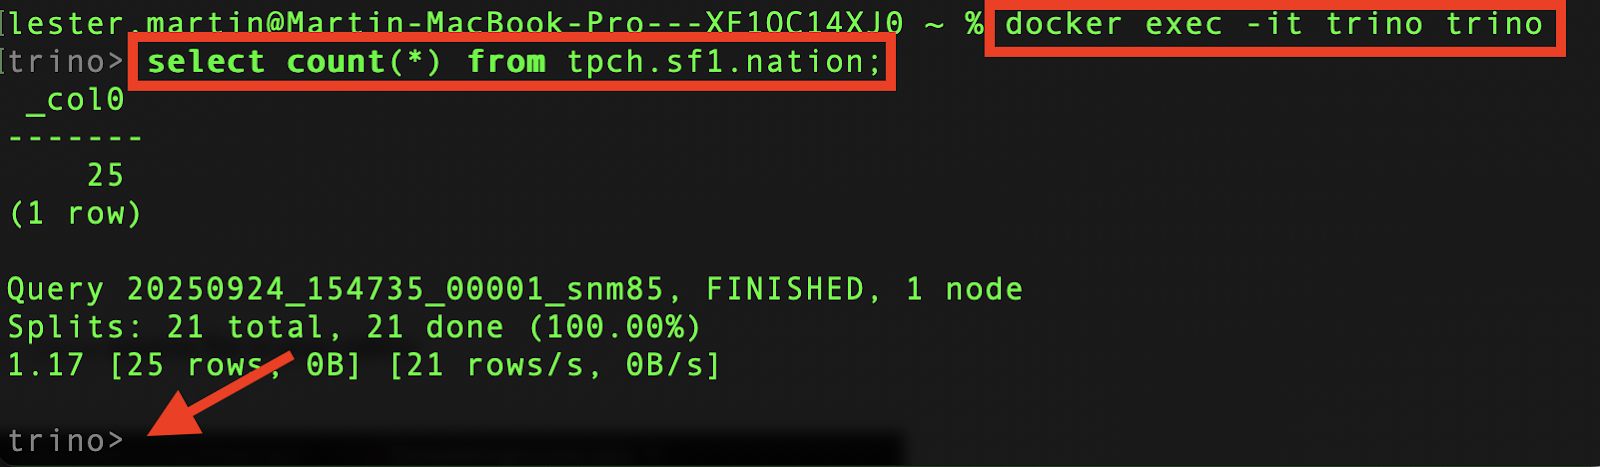 lester.martin@Martin-MacBook-Pro---XF1OC14XJ0 ~ % docker exec -it trino trino
trino> select count(*) from tpch.sf1.nation;
_col0
-------
25
(1 row)
Query 20250924_154735_00001_snm85, FINISHED, 1 node
Splits: 21 total, 21 done (100.00%)
1.17 [25 rows, 0B] [21 rows/s, 0B/s]
trino>